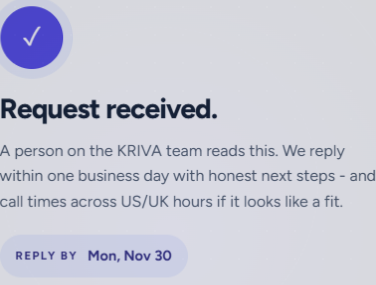 Request received.
A person on the KRIVA team reads this. We reply
within one business day with honest next steps - and
call times across US/UK hours if it looks like a fit.
REPLY BY Mon, Nov 30